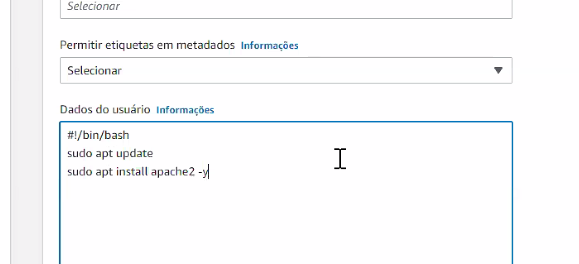 Selecionar
Permitir etiquetas em metadados Informações
Selecionar
Dados do usuário Informações
#!/bin/bash
sudo apt update
sudo apt install apache2 -y